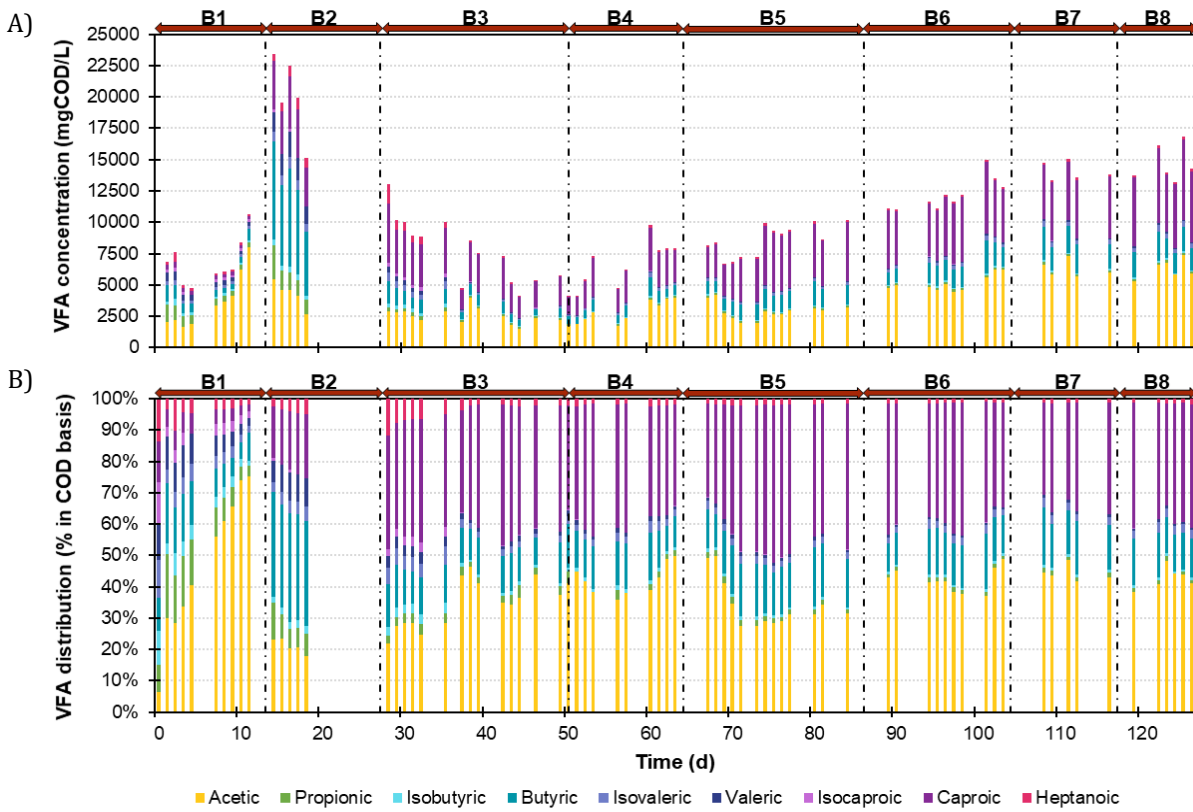 A)
B1 B2 B3 B4 B5 B6 B7 B8
VFA concentration (mgCOD/L)
25000
22500
20000
17500
15000
12500
10000
7500
5000
2500
0
B)
B1 B2 B3 B4 B5 B6 B7 B8
VFA distribution (% in COD basis)
100%
90%
80%
70%
60%
50%
40%
30%
20%
10%
0%
0 10 20 30 40 50 60 70 80 90 100 110 120
Time (d)
Acetic Propionic Isobutyric Butyric Isovaleric Valeric Isocaproic Caproic Heptanoic